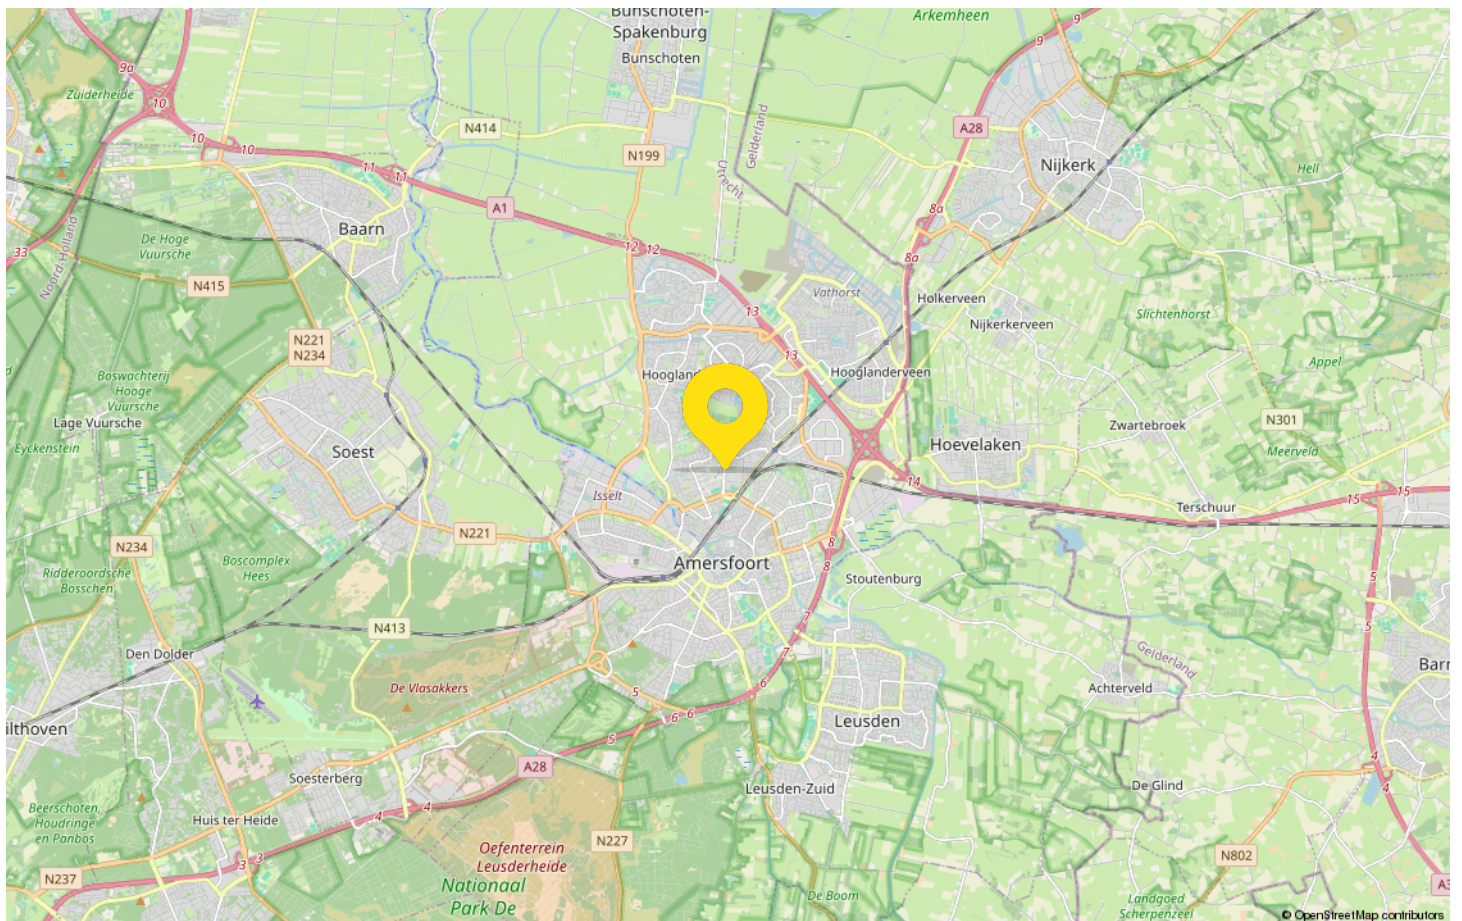 Bunschoten-
Spakenburg
Bunschoten
Arkemheen
9
9
9a
10
Zuiderheide
10
10
N414
N199
Gelderland
Utrecht
A28
Nijkerk
Hell
11
11
A1
8a
8a
Baarn
De Hoge
Vuursche
33
Noord-Holland
12
12
N415
Vathorst
Holkerveen
Nijkerkerveen
Slichtenhorst
13
13
N221
N234
Appel
Boswachterij
Hooge
Vuursche
Hooglanderveen
Lage Vuursche
Eyckenstein
Soest
Hoevelaken
Zwartebroek
N301
Meerveld
14
15
15
Isselt
Terschuur
N221
N234
8
8
Amersfoort
Boscomplex
Hees
Ridderoordsche
Bosschen
Stoutenburg
5
5
N413
7
7
Den Dolder
Gelderland
De Vlasakkers
5
6
6
6
5
Achterveld
Leusden
ilthoven
4
4
Soesterberg
A28
Leusden-Zuid
De Glind
Beerschoten,
Houdringe
en Panbos
Huis ter Heide
4
4
3
3
N227
Oefenterrein
Leusderheide
N802
N237
Nationaal
Park De
De Boom
Landgoed
Scherpenzeel
© OpenStreetMap contributors